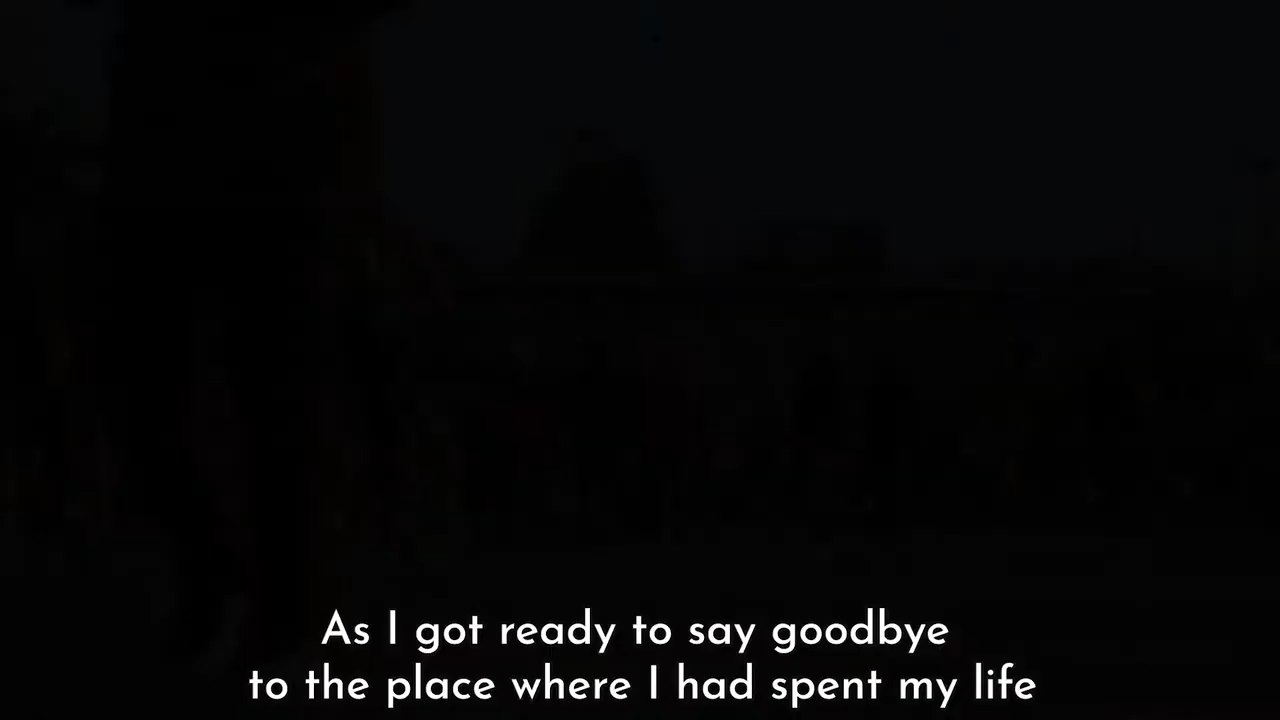 As I got ready to say goodbye
to the place where I had spent my life